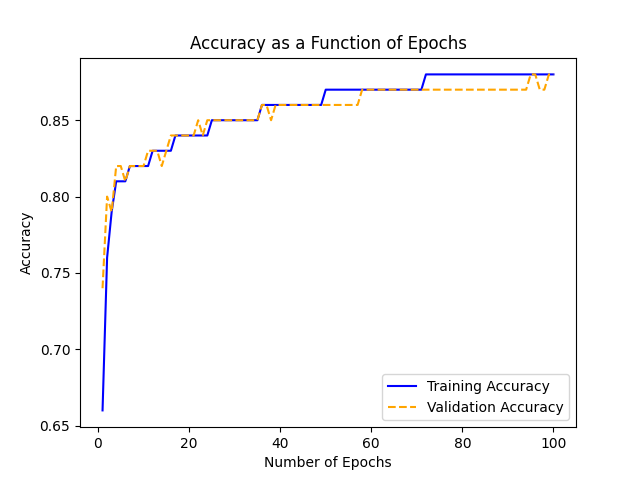 Accuracy as a Function of Epochs
Accuracy
0.85
0.80
0.75
0.70
0.65
0 20 40 60 80 100
Number of Epochs
Training Accuracy
Validation Accuracy